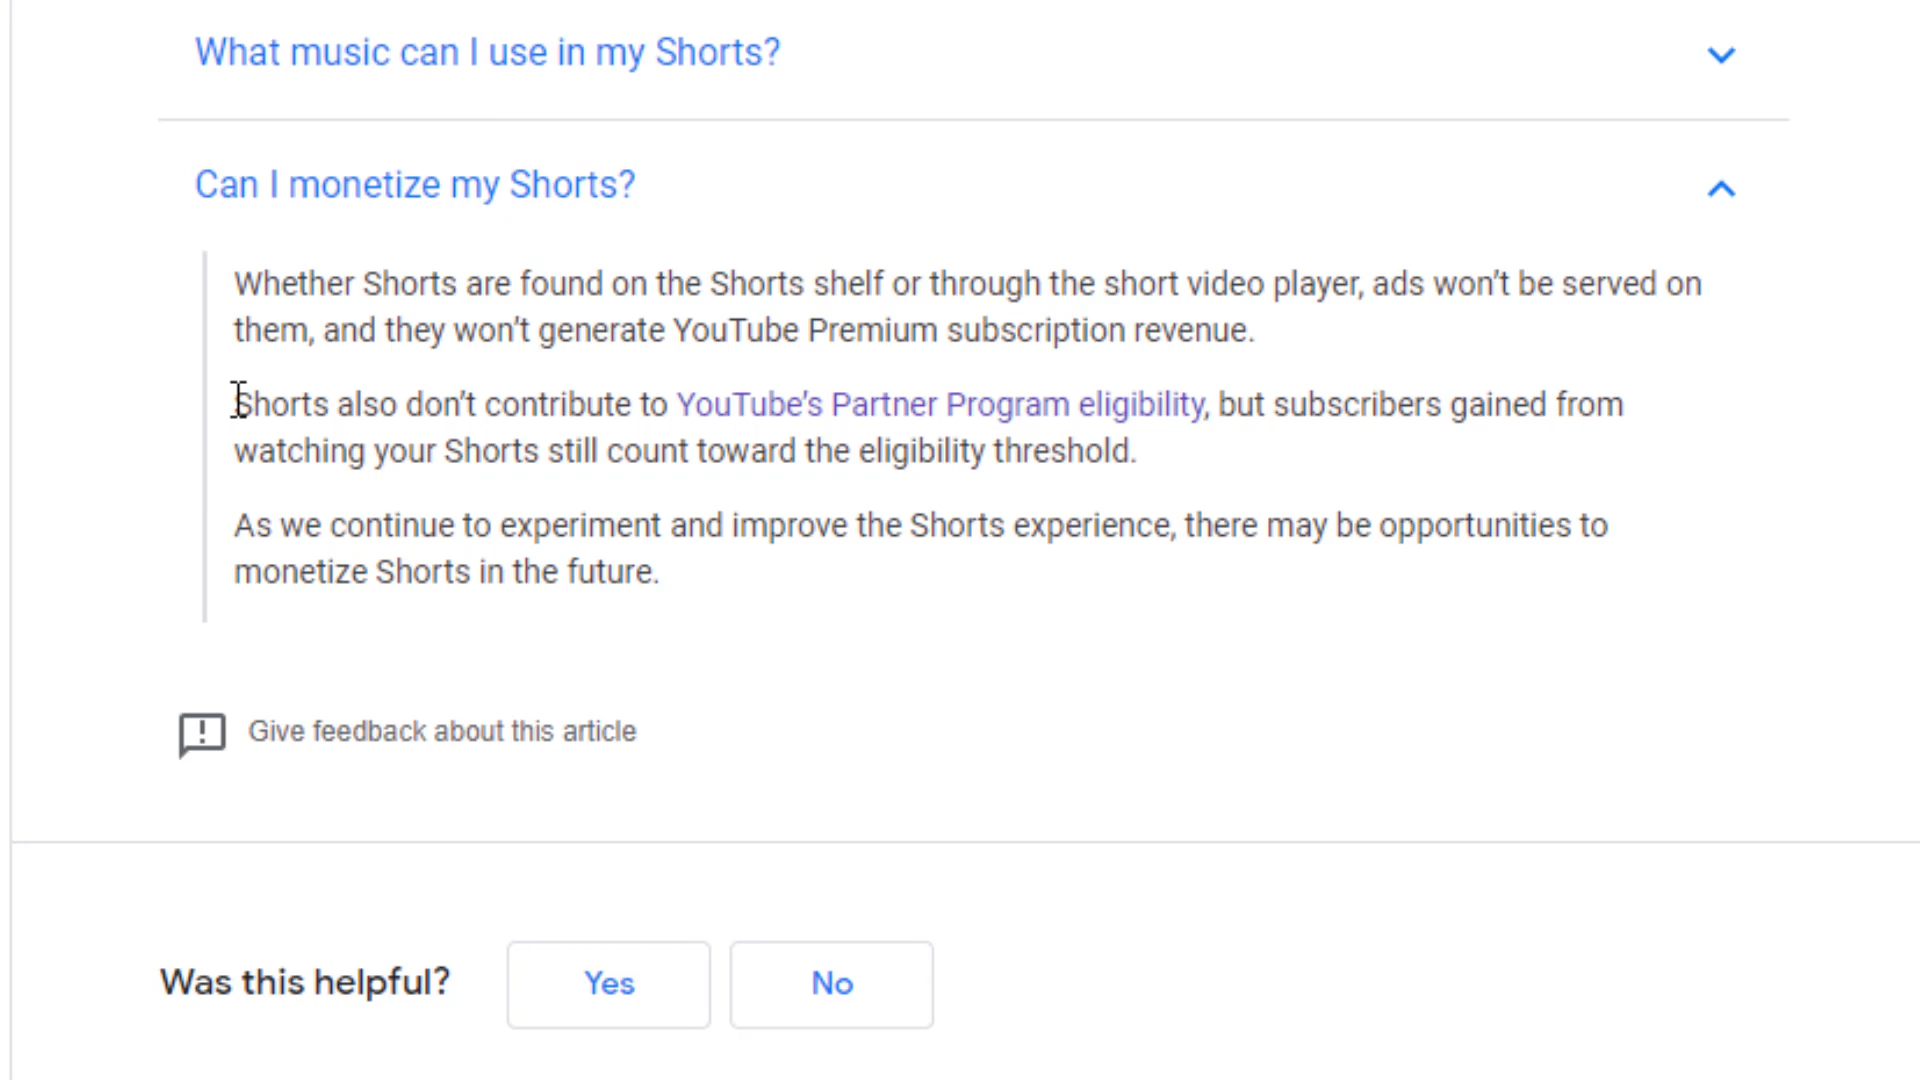 What music can I use in my Shorts?
Can I monetize my Shorts?
Whether Shorts are found on the Shorts shelf or through the short video player, ads won’t be served on
them, and they won’t generate YouTube Premium subscription revenue.
Shorts also don’t contribute to YouTube’s Partner Program eligibility, but subscribers gained from
watching your Shorts still count toward the eligibility threshold.
As we continue to experiment and improve the Shorts experience, there may be opportunities to
monetize Shorts in the future.
Give feedback about this article
Was this helpful? Yes No